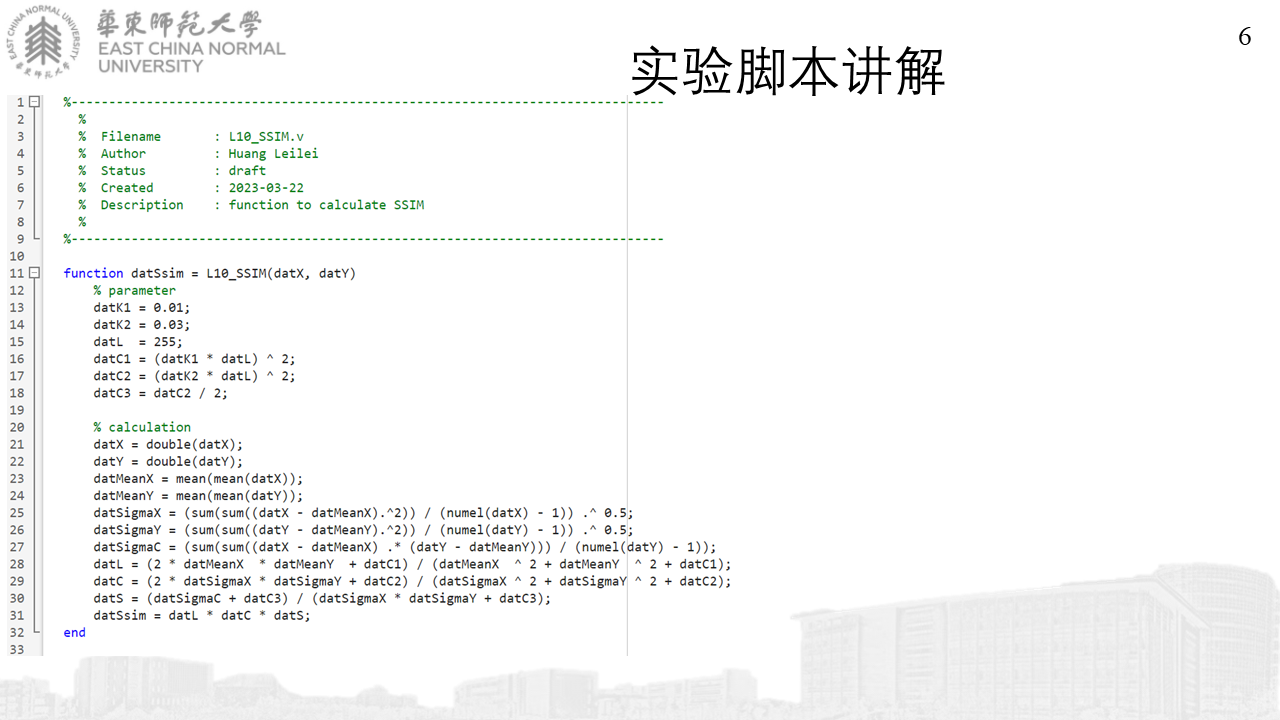 EAST CHINA NORMAL UNIVERSITY
華東師範大學
華東師範大學
EAST CHINA NORMAL
UNIVERSITY
6
实验脚本讲解
1 %-------------------------------------------------------------------------------
2 %
3 % Filename : L10_SSIM.v
4 % Author : Huang Leilei
5 % Status : draft
6 % Created : 2023-03-22
7 % Description : function to calculate SSIM
8 %
9 %-------------------------------------------------------------------------------
10
11 function datSsim = L10_SSIM(datX, datY)
12 % parameter
13 datK1 = 0.01;
14 datK2 = 0.03;
15 datL = 255;
16 datC1 = (datK1 * datL) ^ 2;
17 datC2 = (datK2 * datL) ^ 2;
18 datC3 = datC2 / 2;
19
20 % calculation
21 datX = double(datX);
22 datY = double(datY);
23 datMeanX = mean(mean(datX));
24 datMeanY = mean(mean(datY));
25 datSigmaX = (sum(sum((datX - datMeanX).^2)) / (numel(datX) - 1)) .^ 0.5;
26 datSigmaY = (sum(sum((datY - datMeanY).^2)) / (numel(datY) - 1)) .^ 0.5;
27 datSigmaC = (sum(sum((datX - datMeanX) .* (datY - datMeanY))) / (numel(datY) - 1));
28 datL = (2 * datMeanX * datMeanY + datC1) / (datMeanX ^ 2 + datMeanY ^ 2 + datC1);
29 datC = (2 * datSigmaX * datSigmaY + datC2) / (datSigmaX ^ 2 + datSigmaY ^ 2 + datC2);
30 datS = (datSigmaC + datC3) / (datSigmaX * datSigmaY + datC3);
31 datSsim = datL * datC * datS;
32 end
33